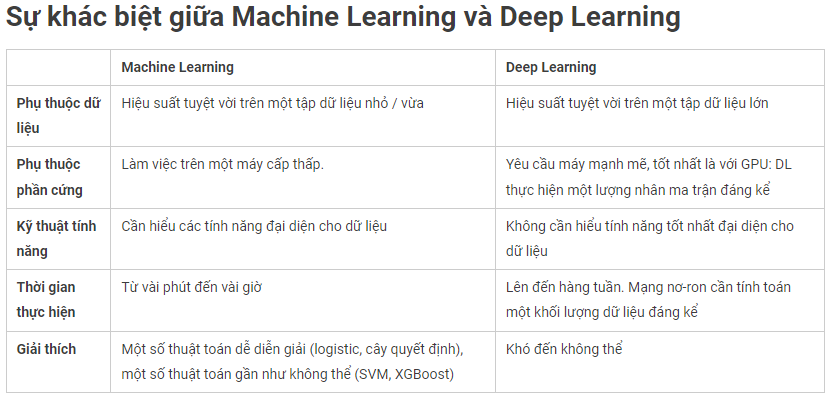 Sự khác biệt giữa Machine Learning và Deep Learning
Machine Learning
Deep Learning
Phụ thuộc dữ
liệu
Hiệu suất tuyệt vời trên một tập dữ liệu nhỏ / vừa
Hiệu suất tuyệt vời trên một tập dữ liệu lớn
Phụ thuộc
phần cứng
Làm việc trên một máy cấp thấp.
Yêu cầu máy mạnh mẽ, tốt nhất là với GPU: DL
thực hiện một lượng nhân ma trận đáng kể
Kỹ thuật tính
năng
Cần hiểu các tính năng đại diện cho dữ liệu
Không cần hiểu tính năng tốt nhất đại diện cho
dữ liệu
Thời gian
thực hiện
Từ vài phút đến vài giờ
Lên đến hàng tuần. Mạng nơ-ron cần tính toán
một khối lượng dữ liệu đáng kể
Giải thích
Một số thuật toán dễ diễn giải (logistic, cây quyết định),
một số thuật toán gần như không thể (SVM, XGBoost)
Khó đến không thể